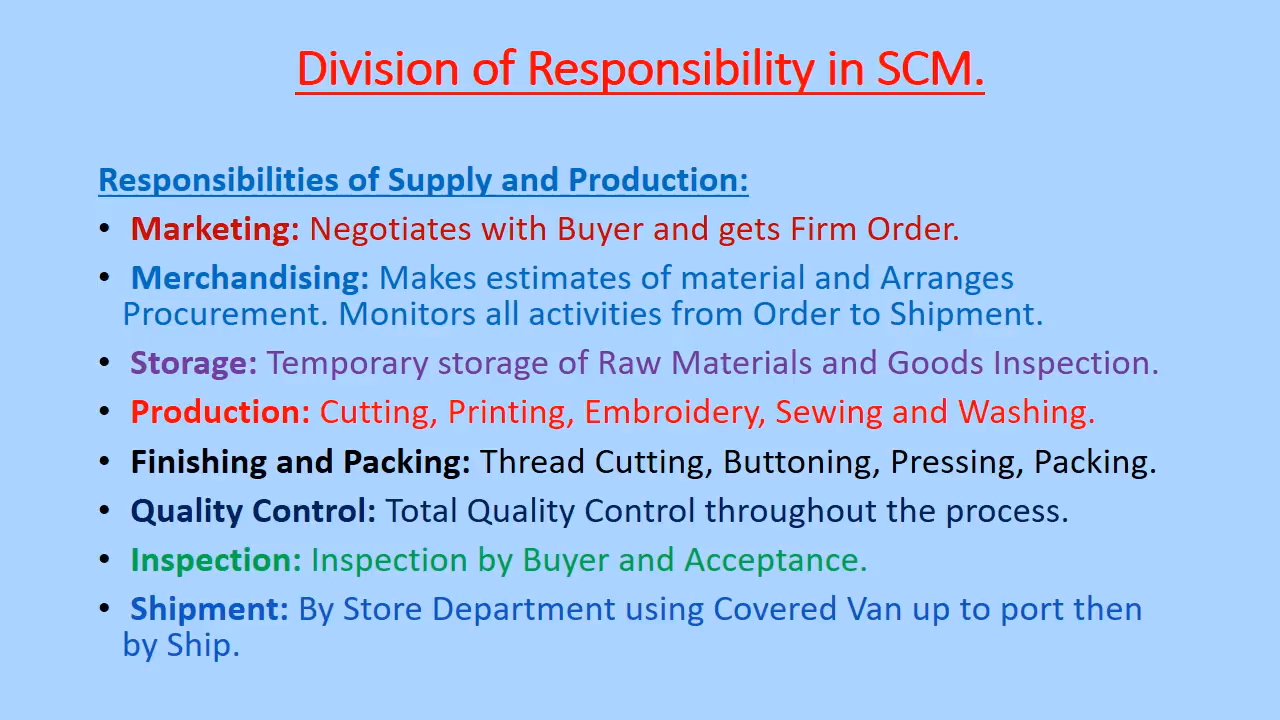 Division of Responsibility in SCM.
Responsibilities of Supply and Production:
• Marketing: Negotiates with Buyer and gets Firm Order.
• Merchandising: Makes estimates of material and Arranges
Procurement. Monitors all activities from Order to Shipment.
• Storage: Temporary storage of Raw Materials and Goods Inspection.
• Production: Cutting, Printing, Embroidery, Sewing and Washing.
• Finishing and Packing: Thread Cutting, Buttoning, Pressing, Packing.
• Quality Control: Total Quality Control throughout the process.
• Inspection: Inspection by Buyer and Acceptance.
• Shipment: By Store Department using Covered Van up to port then
by Ship.